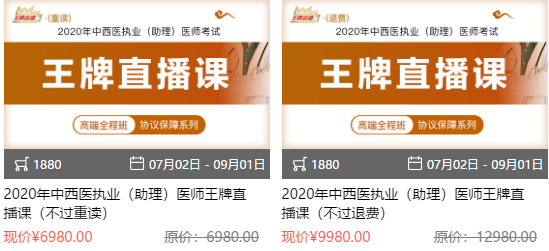 (重读)
2020年中西医执业（助理）医师考试
王牌直播课
高端全程班 协议保障系列
1880 07月02日 - 09月01日
2020年中西医执业（助理）医师王牌直
播课（不过重读）
现价¥6980.00 原价：6980.00
(退费)
2020年中西医执业（助理）医师考试
王牌直播课
高端全程班 协议保障系列
1880 07月02日 - 09月01日
2020年中西医执业（助理）医师王牌直
播课（不过退费）
现价¥9980.00 原价：12980.00